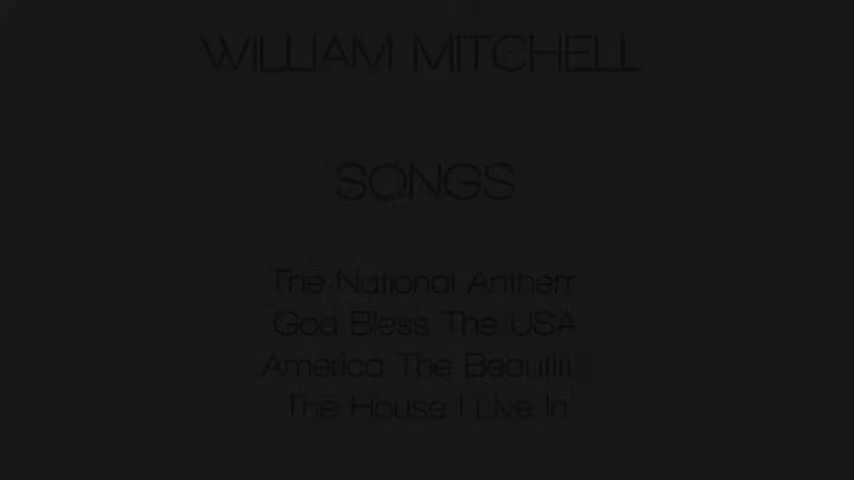 WILLIAM MITCHELL
SONGS
The National Anthem
God Bless The USA
America The Beautiful
The House I Live In